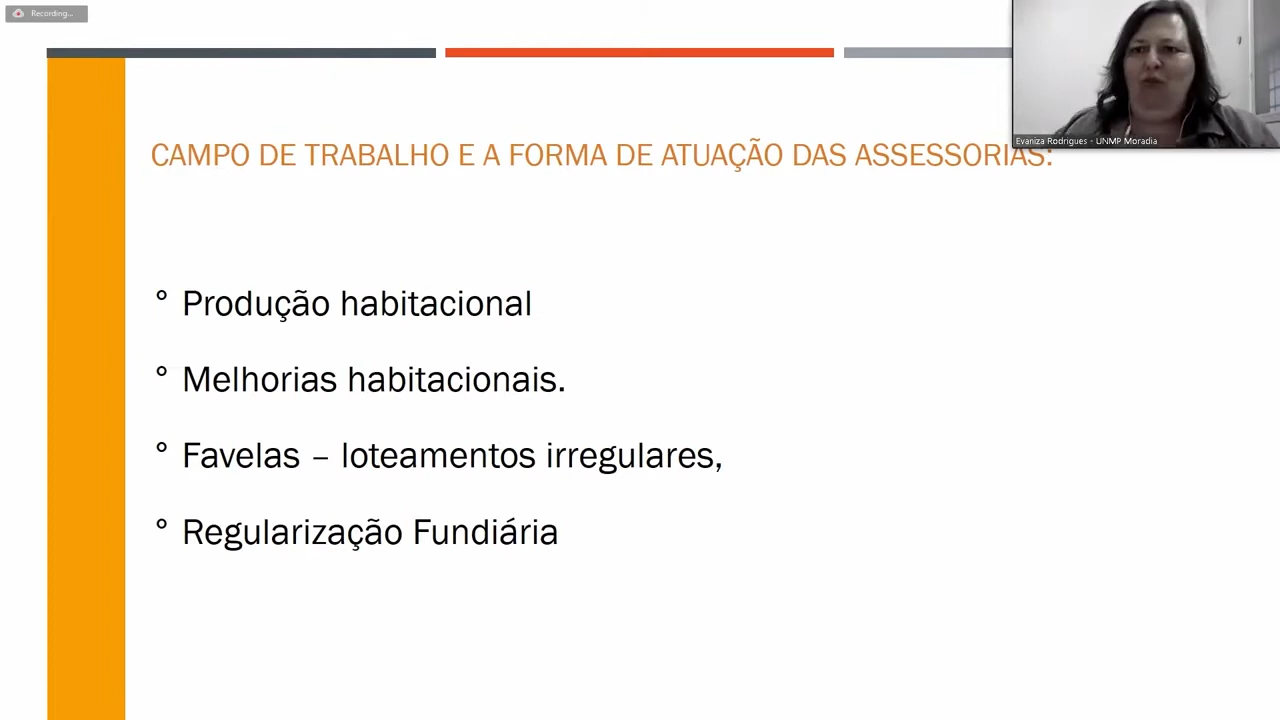 Recording...
Evaniza Rodrigues - UNMP Moradia
CAMPO DE TRABALHO E A FORMA DE ATUAÇÃO DAS ASSESSORIAS:
° Produção habitacional
° Melhorias habitacionais.
° Favelas – loteamentos irregulares,
° Regularização Fundiária